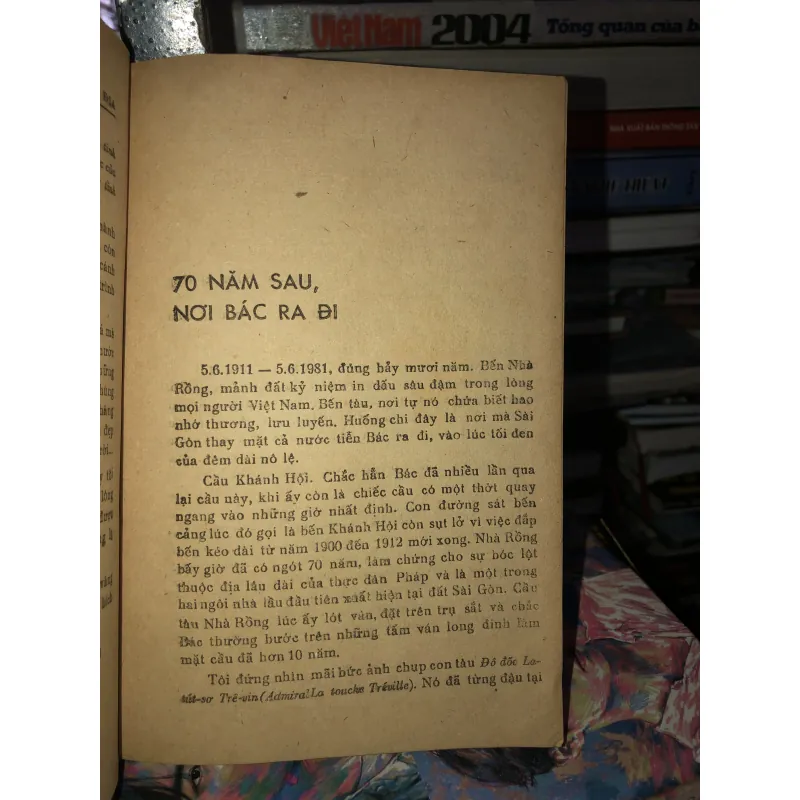 Việt Nam 2004 Tổng quan của b
NHÀ XUẤT BẢN THÔNG TẤN
70 NĂM SAU,
NƠI BÁC RA ĐI
5.6.1911 — 5.6.1981, đúng bảy mươi năm. Bến Nhà
Rồng, mảnh đất kỷ niệm in dấu sâu đậm trong lòng
mọi người Việt Nam. Bến tàu, nơi tự nó chứa biết bao
nhớ thương, lưu luyến. Huống chi đây là nơi mà Sài
Gòn thay mặt cả nước tiễn Bác ra đi, vào lúc tối đen
của đêm dài nô lệ.
Cầu Khánh Hội. Chắc hẳn Bác đã nhiều lần qua
lại cầu này, khi ấy còn là chiếc cầu có một thớt quay
ngang vào những giờ nhất định. Con đường sát bến
cảng lúc đó gọi là bến Khánh Hội còn sụt lở vì việc đắp
bến kéo dài từ năm 1900 đến 1912 mới xong. Nhà Rồng
bấy giờ đã có ngót 70 năm, làm chứng cho sự bóc lột
thuộc địa lâu dài của thực dân Pháp và là một trong
hai ngôi nhà lầu đầu tiên xuất hiện tại đất Sài Gòn. Cầu
tàu Nhà Rồng lúc ấy lót ván, đặt trên trụ sắt và chắc
Bác thường bước trên những tấm ván long đinh làm
mặt cầu đã hơn 10 năm.
Tôi đứng nhìn mãi bức ảnh chụp con tàu Đô đốc La-
tút-sơ Trê-vin (Admiral La touche Tréville). Nó đã từng đậu tại